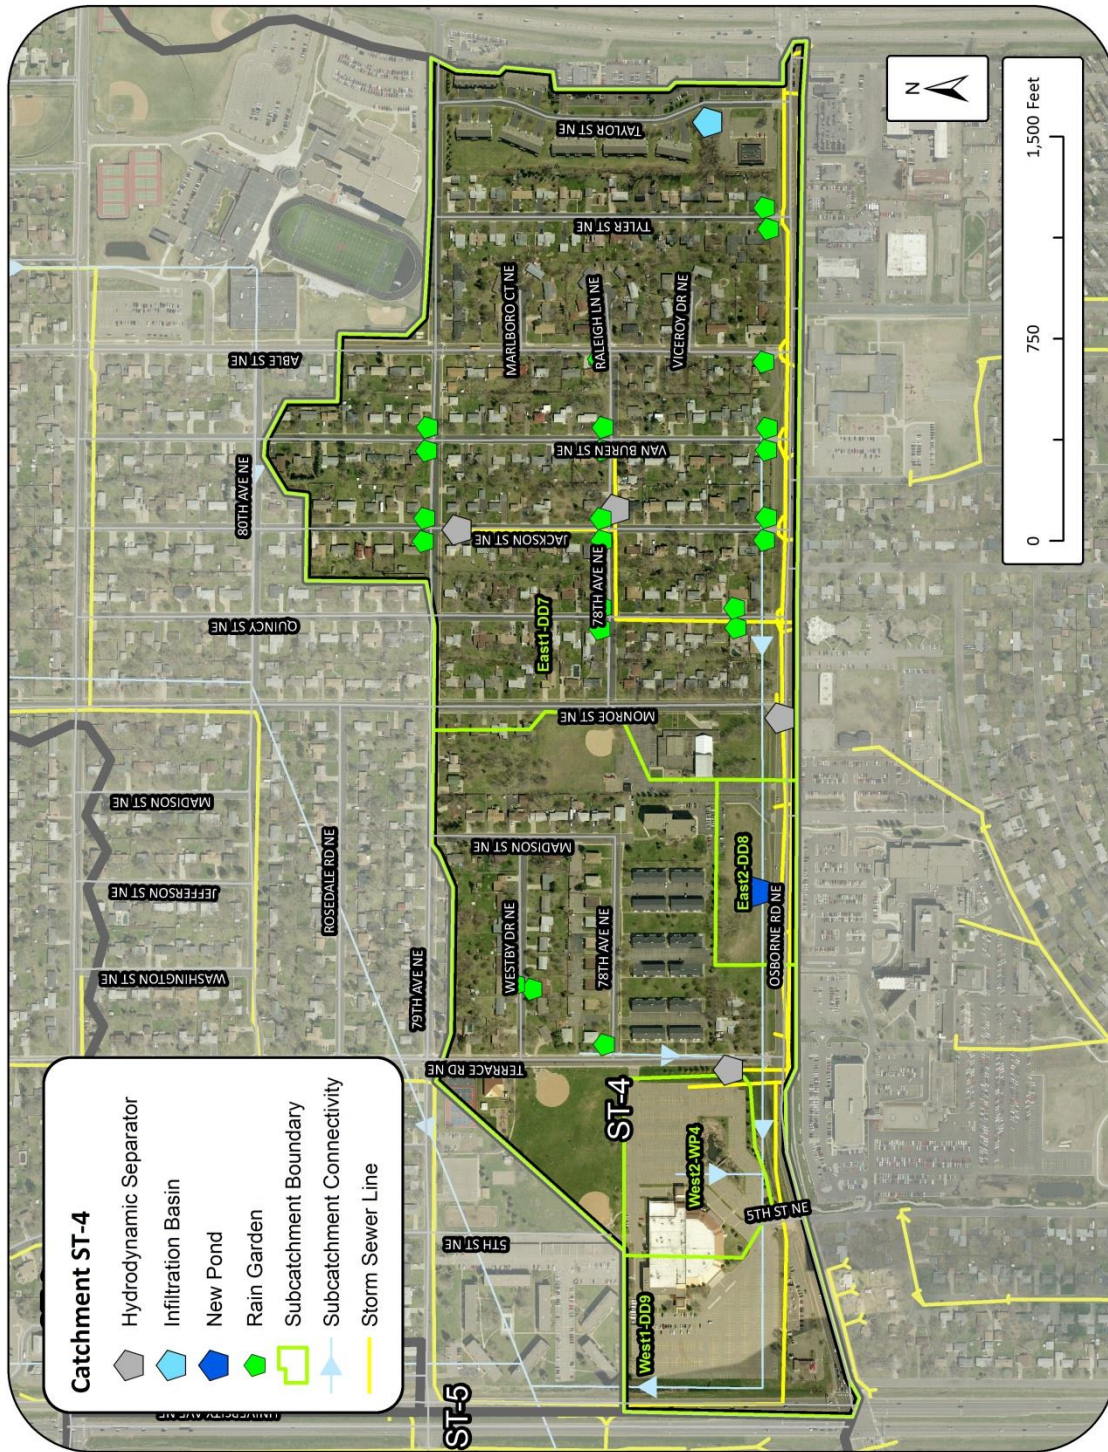 Catchment ST-4
Hydrodynamic Separator
Infiltration Basin
New Pond
Rain Garden
Subcatchment Boundary
Subcatchment Connectivity
Storm Sewer Line
UNIVERSITY AVE NE
ST-5
5TH ST NE
TERRACE RD NE
79TH AVE NE
ROSEDALE RD NE
WASHINGTON ST NE
JEFFERSON ST NE
MADISON ST NE
80TH AVE NE
QUINCY ST NE
ABLE ST NE
WESTBY DR NE
78TH AVE NE
MADISON ST NE
MONROE ST NE
East1-DD7
JACKSON ST NE
78TH AVE NE
VAN BUREN ST NE
MARLBORO CT NE
RALEIGH LN NE
VICEROY DR NE
TYLER ST NE
TAYLOR ST NE
ST-4
West1-DD9
West2-WP4
5TH ST NE
East2-DD8
OSBORNE RD NE
N
0
750
1,500 Feet